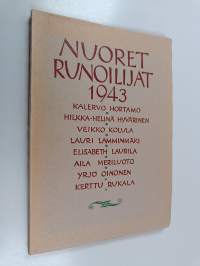 NUORET
RUNOILIJAT
1943
KALERVO HORTAMO
HILKKA-HELINÄ HYVÄRINEN
VEIKKO KOULA
LAURI LAMMINMÄKI
ELISABETH LAURILA
AILA MERILUOTO
YRJÖ OINONEN
KERTTU RUKALA